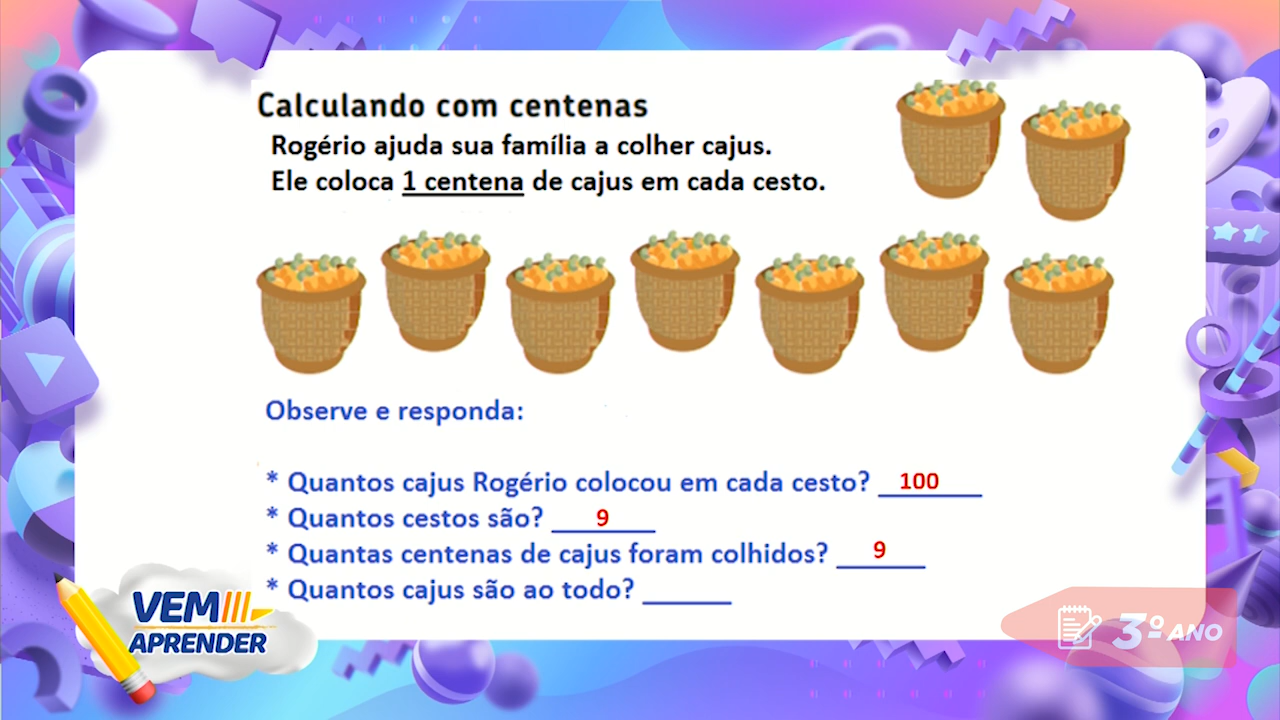 Calculando com centenas
Rogério ajuda sua família a colher cajus.
Ele coloca 1 centena de cajus em cada cesto.
Observe e responda:
* Quantos cajus Rogério colocou em cada cesto? 100
* Quantos cestos são? 9
* Quantas centenas de cajus foram colhidos? 9
* Quantos cajus são ao todo? ______
VEM
APRENDER
3º ANO